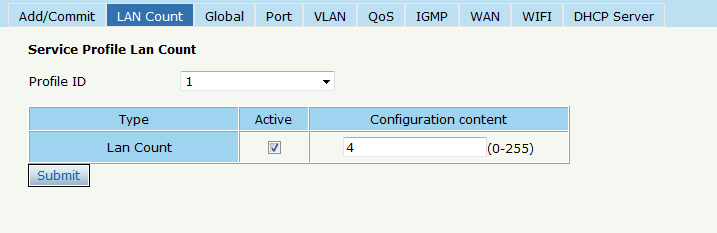 Add/Commit LAN Count Global Port VLAN QoS IGMP WAN WIFI DHCP Server
Service Profile Lan Count
Profile ID 1
Type Active Configuration content
Lan Count 4 (0-255)
Submit